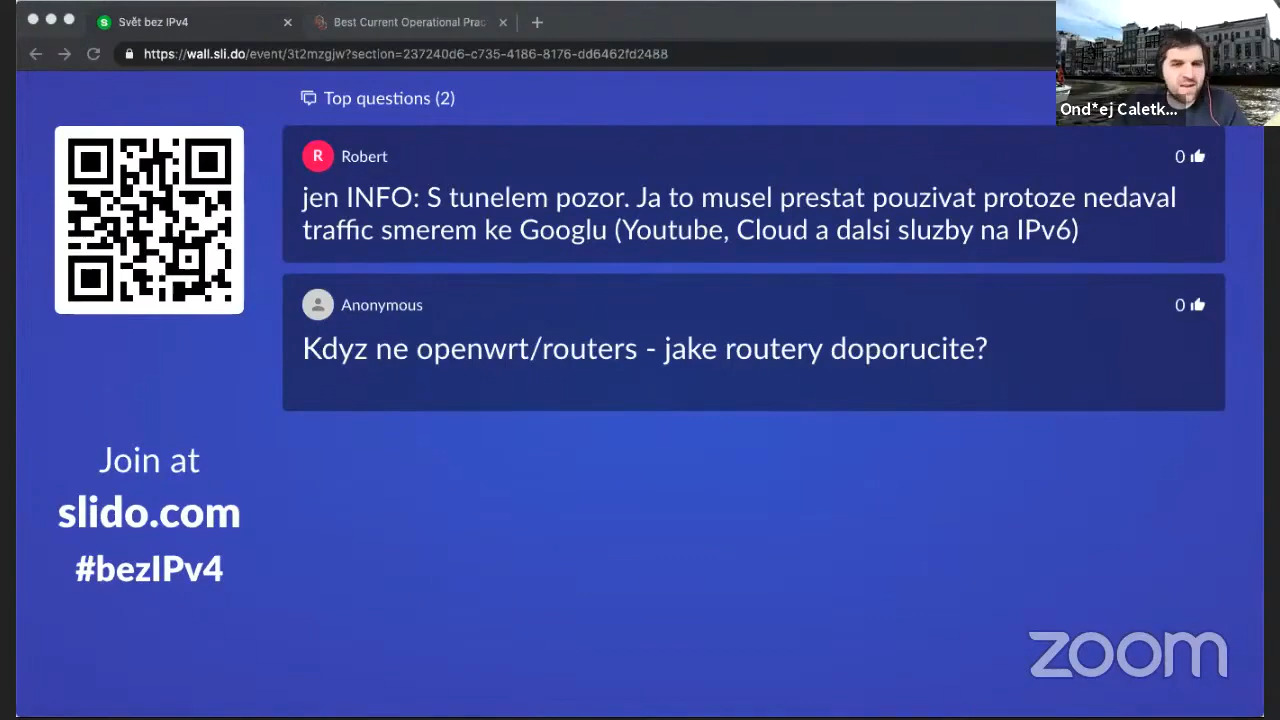 Svět bez IPv4
Best Current Operational Prac
https://wall.sli.do/event/3t2mzgjw?section=237240d6-c735-4186-8176-dd6462fd2488
Ond*ej Caletk...
Top questions (2)
R
Robert
0
jen INFO: S tunelem pozor. Ja to musel prestat pouzivat protoze nedaval
traffic smerem ke Googlu (Youtube, Cloud a dalsi sluzby na IPv6)
Anonymous
0
Kdyz ne openwrt/routers - jake routery doporucite?
Join at
slido.com
#bezIPv4
zoom